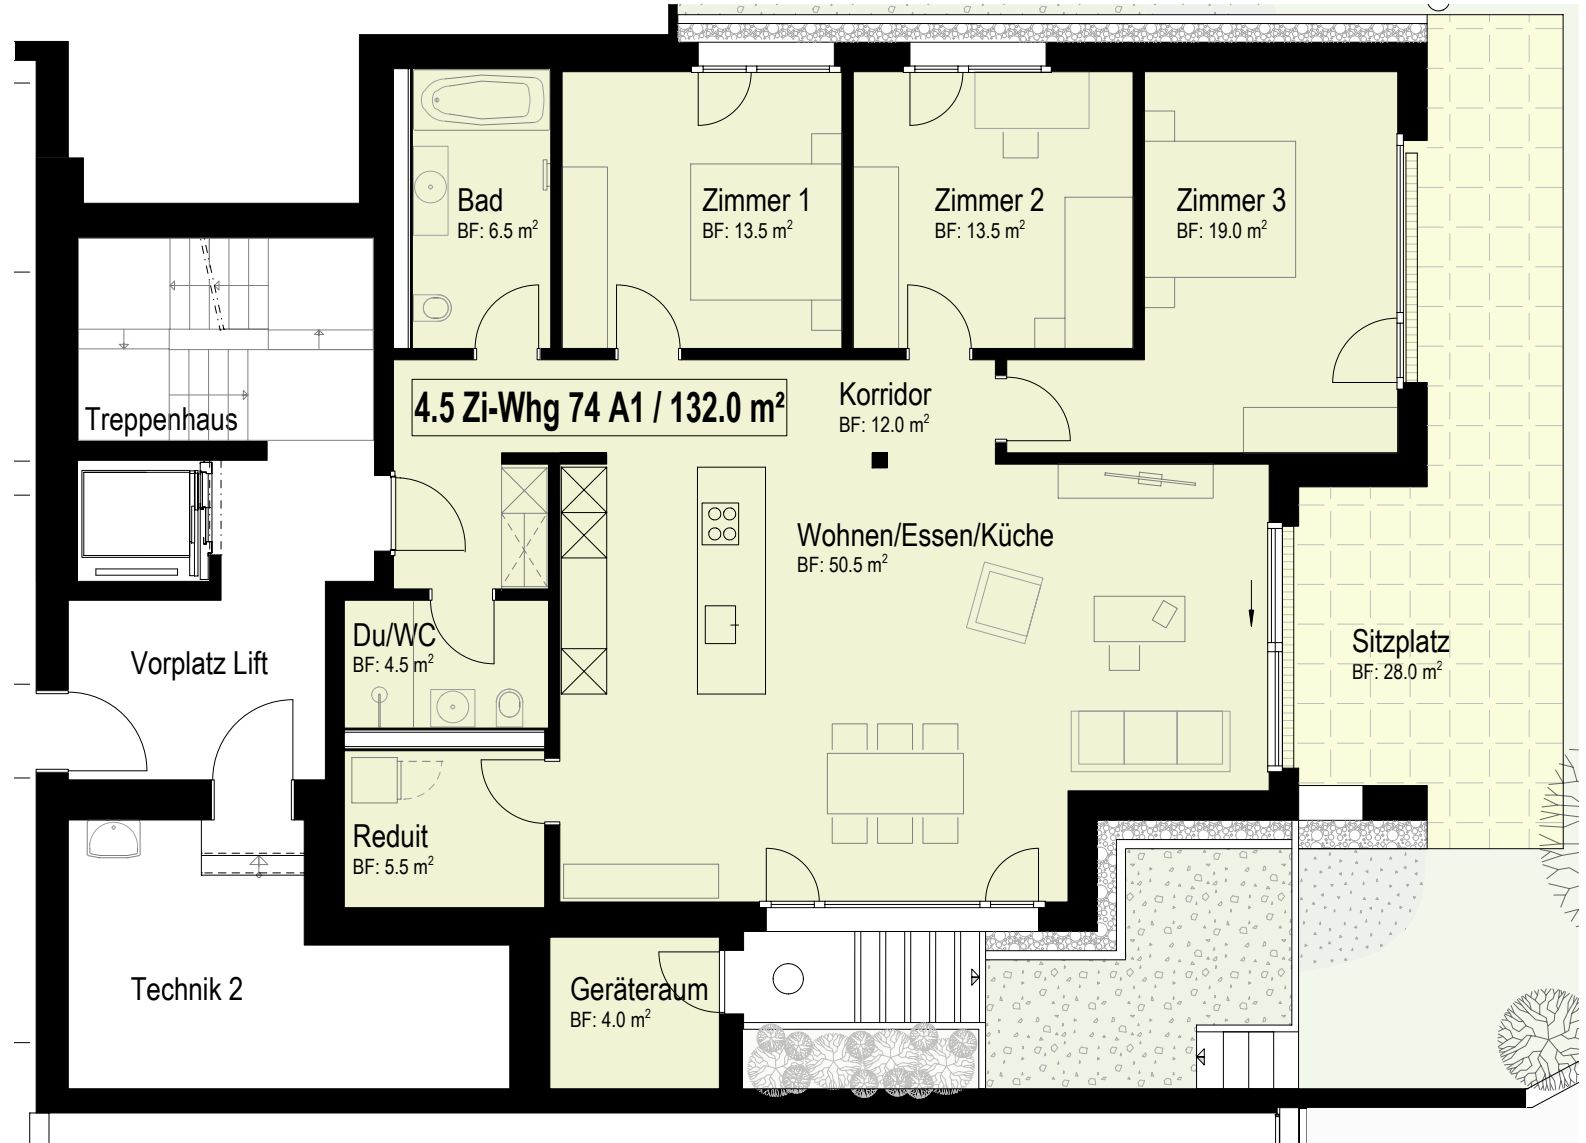 Bad
BF: 6.5 m²
Zimmer 1
BF: 13.5 m²
Zimmer 2
BF: 13.5 m²
Zimmer 3
BF: 19.0 m²
Treppenhaus
4.5 Zi-Whg 74 A1 / 132.0 m²
Korridor
BF: 12.0 m²
Wohnen/Essen/Küche
BF: 50.5 m²
Du/WC
BF: 4.5 m²
Vorplatz Lift
Sitzplatz
BF: 28.0 m²
Reduit
BF: 5.5 m²
Technik 2
Geräteraum
BF: 4.0 m²